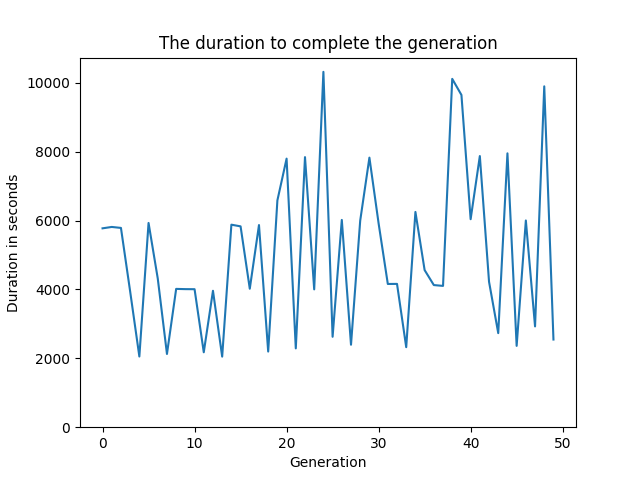 The duration to complete the generation
Duration in seconds
10000
8000
6000
4000
2000
0
0 10 20 30 40 50
Generation